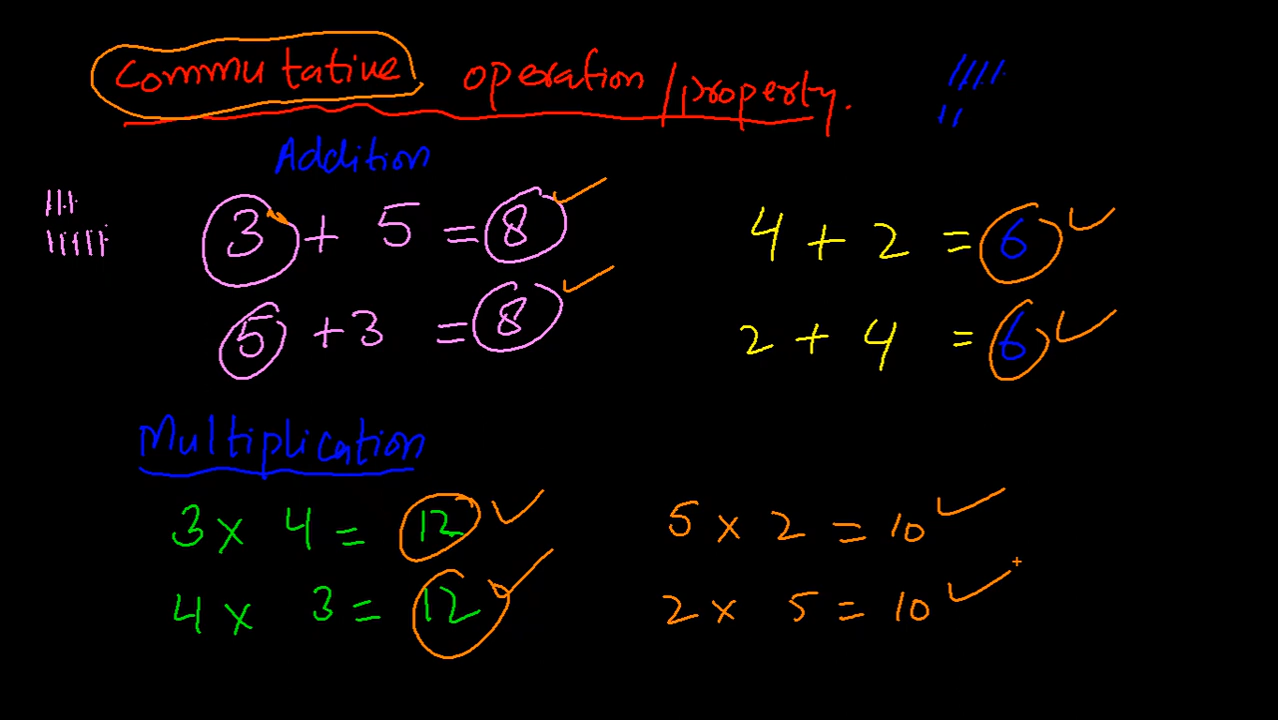 Commutative operation/property.
Addition
3 + 5 = 8
5 + 3 = 8
4 + 2 = 6
2 + 4 = 6
Multiplication
3 x 4 = 12
4 x 3 = 12
5 x 2 = 10
2 x 5 = 10